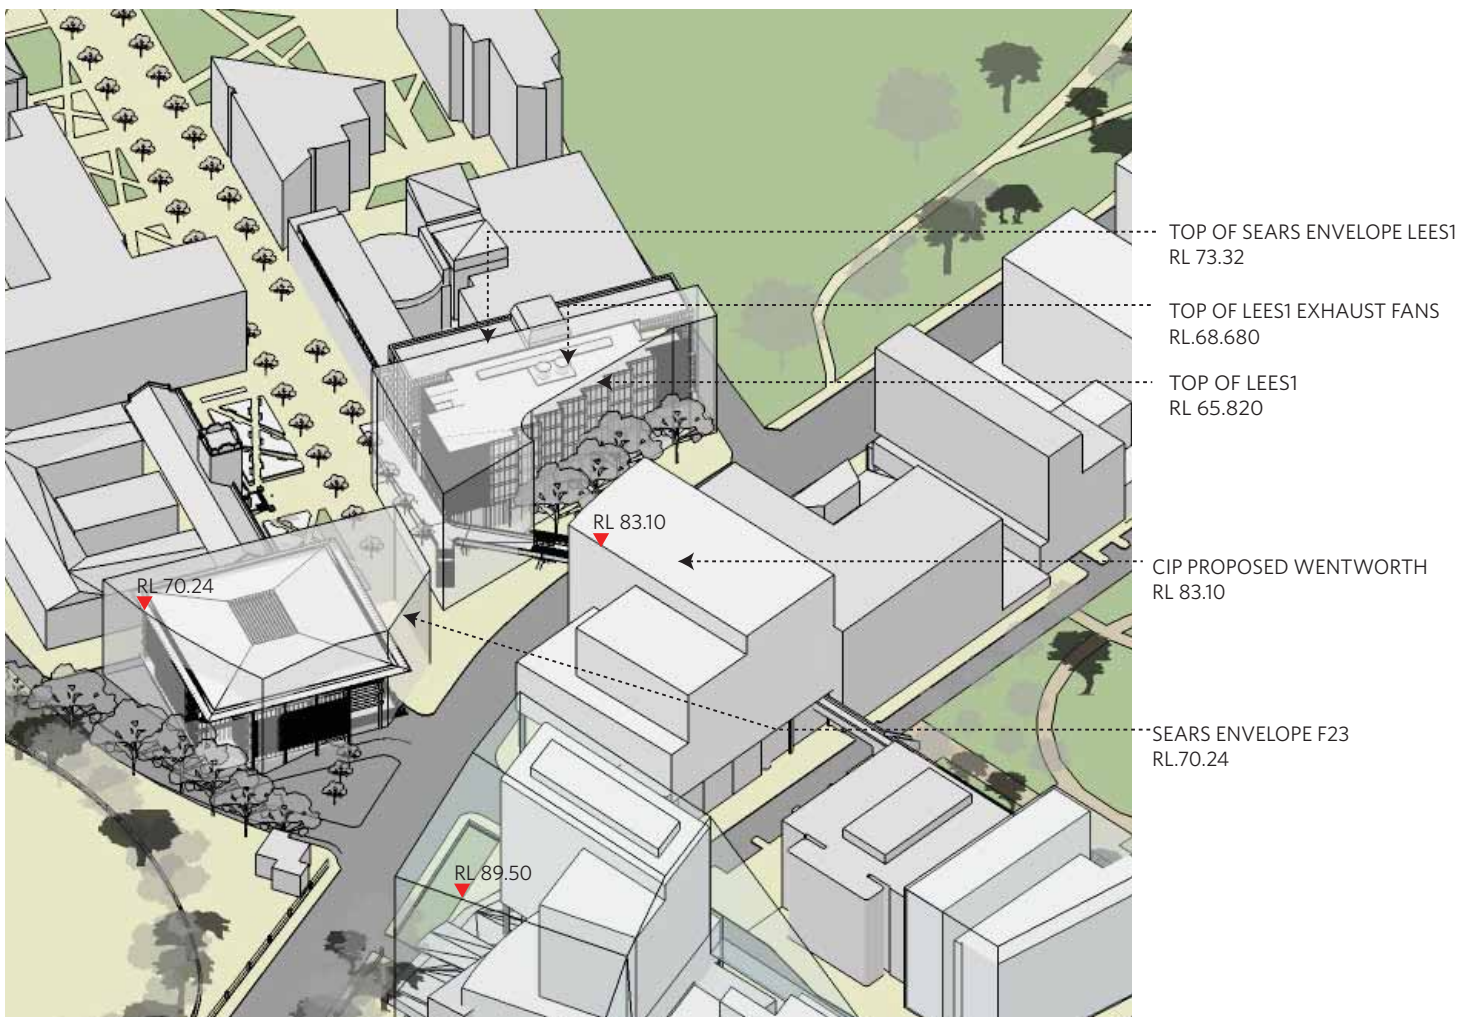 TOP OF SEARS ENVELOPE LEES1
RL 73.32
TOP OF LEES1 EXHAUST FANS
RL.68.680
TOP OF LEES1
RL 65.820
RL 83.10
CIP PROPOSED WENTWORTH
RL 83.10
RL 70.24
SEARS ENVELOPE F23
RL.70.24
RL 89.50